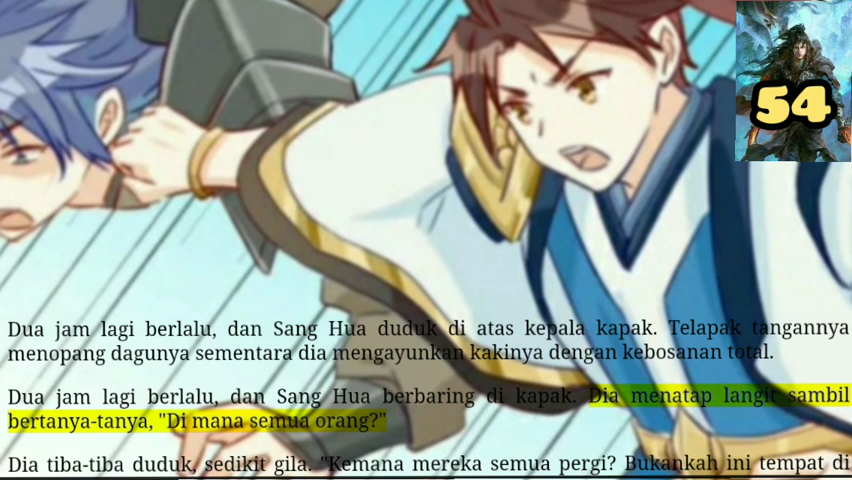 54
Dua jam lagi berlalu, dan Sang Hua duduk di atas kepala kapak. Telapak tangannya
menopang dagunya sementara dia mengayunkan kakinya dengan kebosanan total.
Dua jam lagi berlalu, dan Sang Hua berbaring di kapak. Dia menatap langit sambil
bertanya-tanya, "Di mana semua orang?"
Dia tiba-tiba duduk, sedikit gila. "Kemana mereka semua pergi? Bukankah ini tempat di